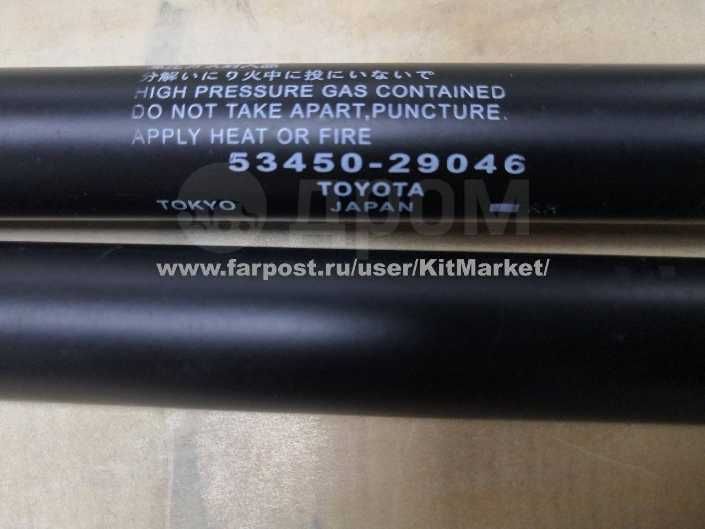 分解いにり火中に投にいないで
HIGH PRESSURE GAS CONTAINED
DO NOT TAKE APART,PUNCTURE.
APPLY HEAT OR FIRE
53450-29046
TOYOTA
TOKYO JAPAN
ДРОМ
www.farpost.ru/user/KitMarket/